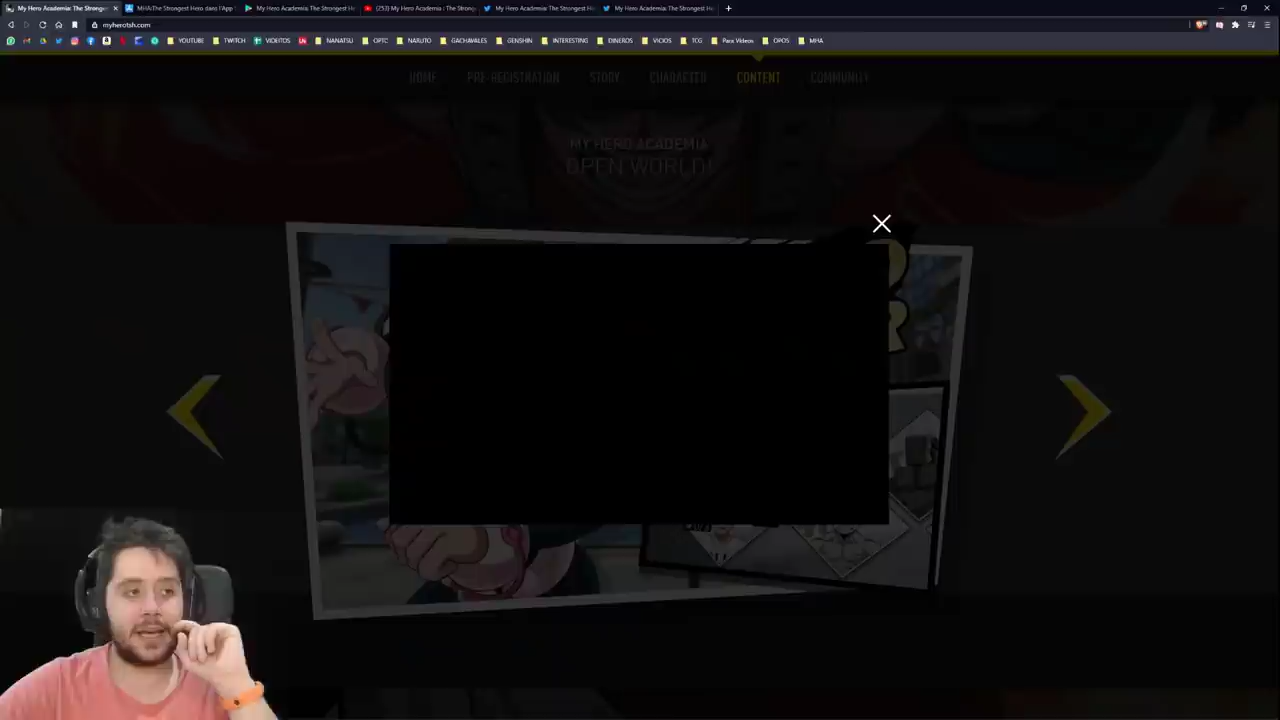 My Hero Academia: The Stronges
MHA:The Strongest Hero dans l'App
My Hero Academia: The Strongest He
(253) My Hero Academia : The Strong
My Hero Academia: The Strongest He
My Hero Academia: The Strongest He
myherotsh.com
YOUTUBE TWITCH VIDEITOS NANATSU OPTC NARUTO GACHAVALES GENSHIN INTERESTING DINEROS VICIOS TCG Para Vídeos OPOS MHA
HOME PRE-REGISTRATION STORY CHARACTER CONTENT COMMUNITY
MY HERO ACADEMIA
OPEN WORLD!